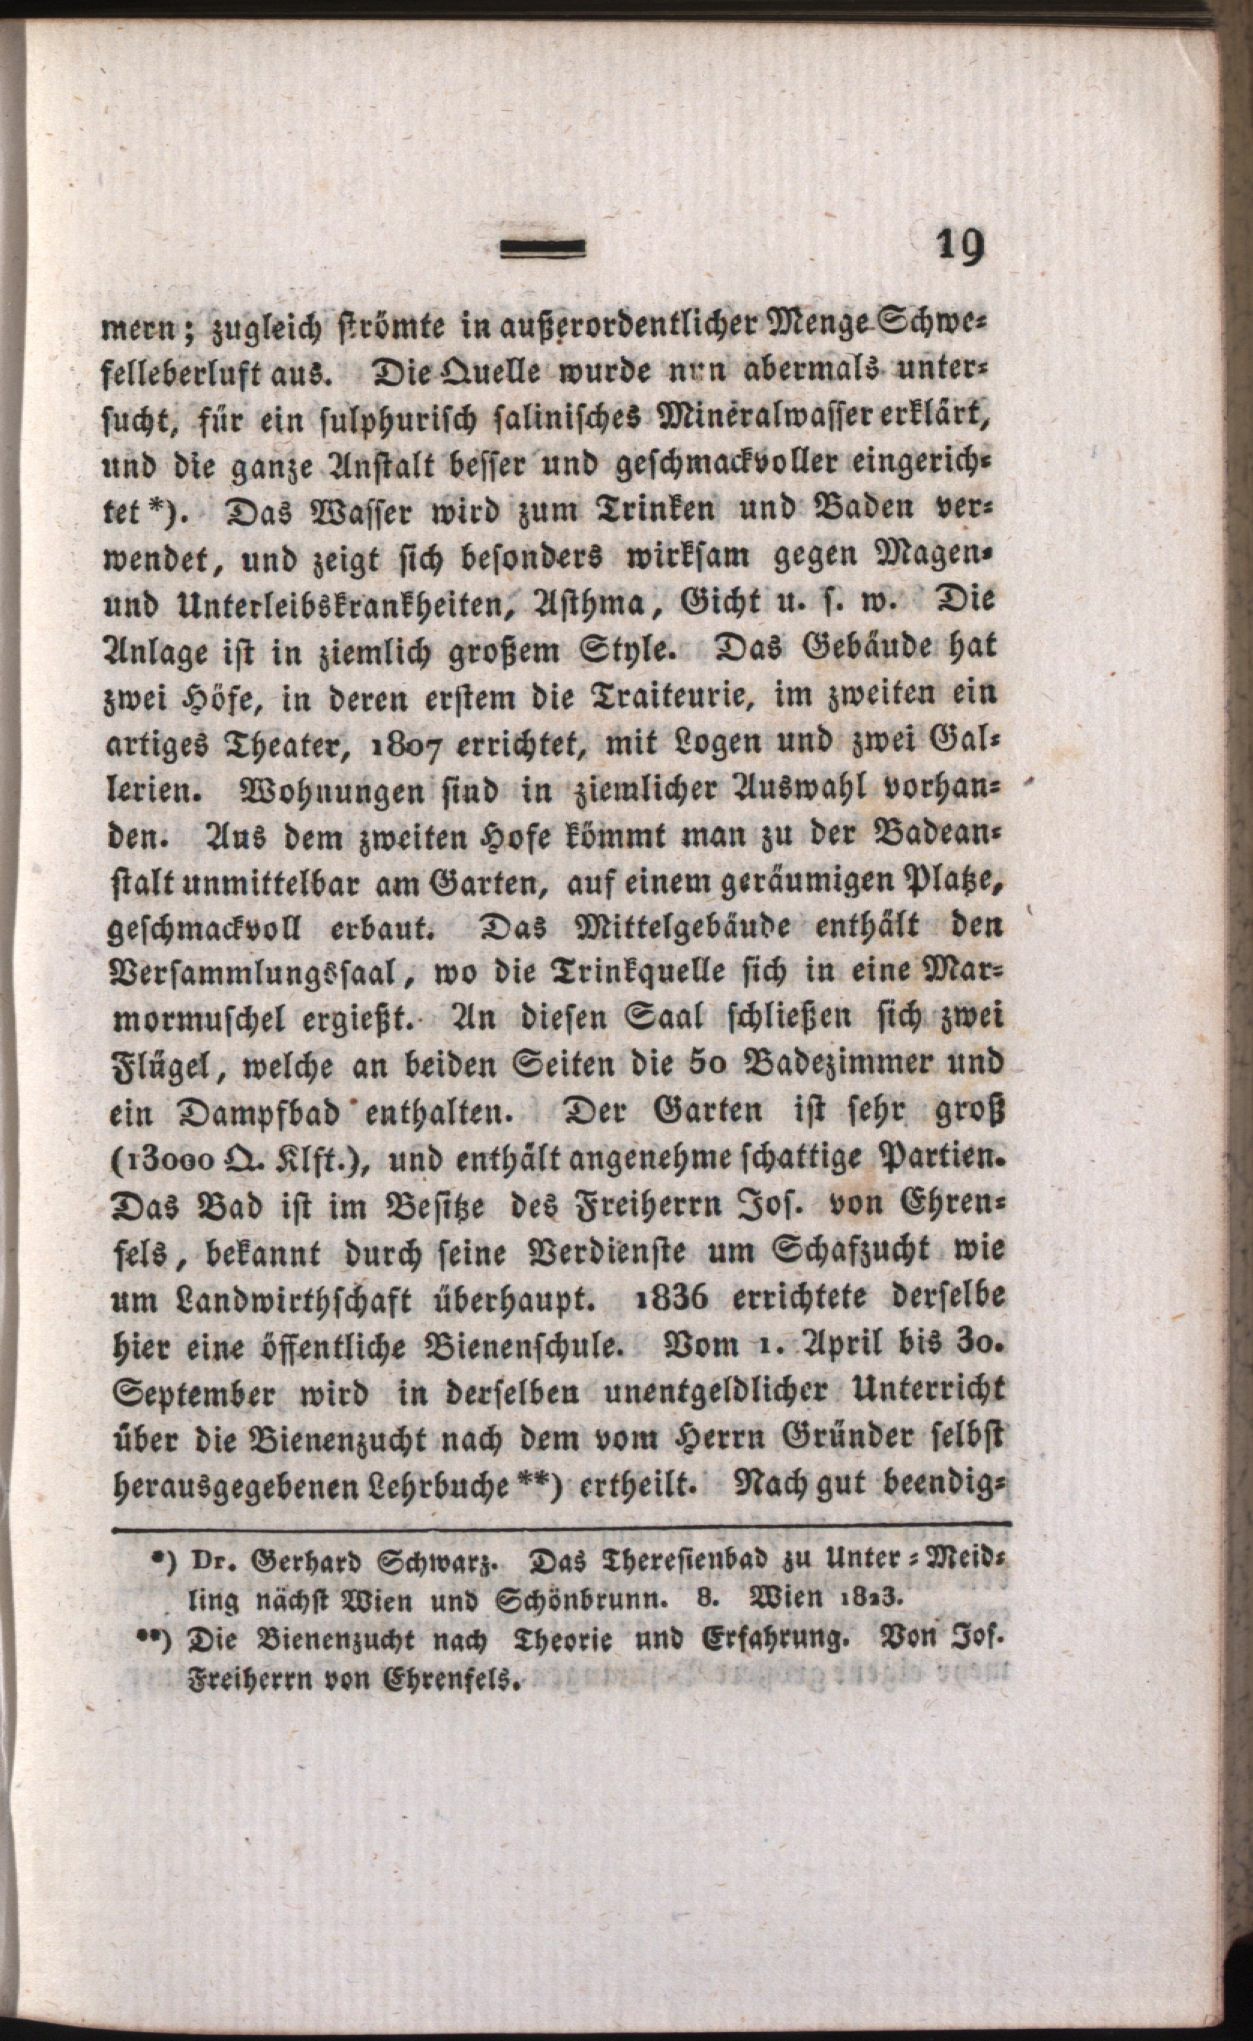 19
mern; zugleich strömte in außerordentlicher Menge Schwe-
felleberluft aus. Die Quelle wurde nun abermals unter-
sucht, für ein sulphurisch salinisches Mineralwasser erklärt,
und die ganze Anstalt besser und geschmackvoller eingerich-
tet *). Das Wasser wird zum Trinken und Baden ver-
wendet, und zeigt sich besonders wirksam gegen Magen-
und Unterleibskrankheiten, Asthma, Gicht u. s. w. Die
Anlage ist in ziemlich großem Style. Das Gebäude hat
zwei Höfe, in deren erstem die Traiteurie, im zweiten ein
artiges Theater, 1807 errichtet, mit Logen und zwei Gal-
lerien. Wohnungen sind in ziemlicher Auswahl vorhan-
den. Aus dem zweiten Hofe kömmt man zu der Badean-
stalt unmittelbar am Garten, auf einem geräumigen Platze,
geschmackvoll erbaut. Das Mittelgebäude enthält den
Versammlungssaal, wo die Trinkquelle sich in eine Mar-
mormuschel ergießt. An diesen Saal schließen sich zwei
Flügel, welche an beiden Seiten die 50 Badezimmer und
ein Dampfbad enthalten. Der Garten ist sehr groß
(13000 Q. Klft.), und enthält angenehme schattige Partien.
Das Bad ist im Besitze des Freiherrn Jos. von Ehren-
fels, bekannt durch seine Verdienste um Schafzucht wie
um Landwirthschaft überhaupt. 1836 errichtete derselbe
hier eine öffentliche Bienenschule. Vom 1. April bis 30.
September wird in derselben unentgeldlicher Unterricht
über die Bienenzucht nach dem vom Herrn Gründer selbst
herausgegebenen Lehrbuche **) ertheilt. Nach gut beendig-
*) Dr. Gerhard Schwarz. Das Theresienbad zu Unter-Meid-
ling nächst Wien und Schönbrunn. 8. Wien 1823.
**) Die Bienenzucht nach Theorie und Erfahrung. Von Jos.
Freiherrn von Ehrenfels.